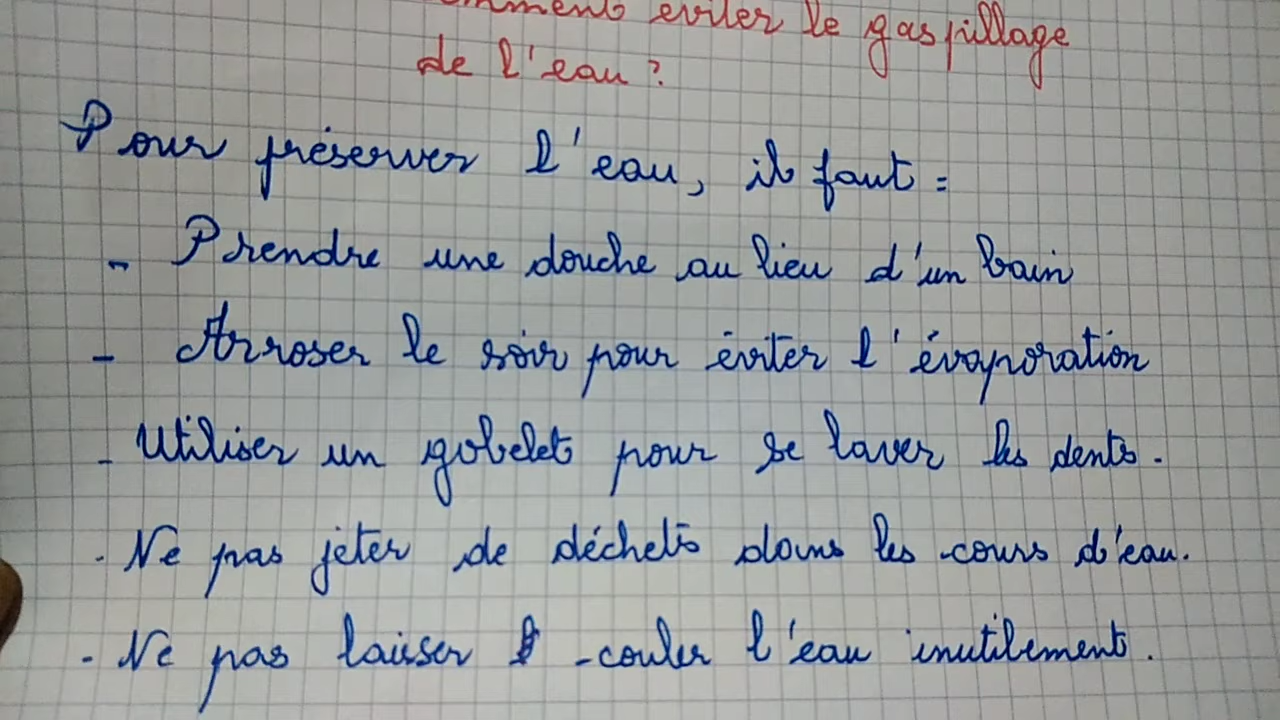 comment éviter le gaspillage
de l'eau ?
Pour préserver l'eau, il faut :
- Prendre une douche au lieu d'un bain
- Arroser le soir pour éviter l'évaporation
- Utiliser un gobelet pour se laver les dents.
- Ne pas jeter de déchets dans les cours d'eau.
- Ne pas laisser couler l'eau inutilement.